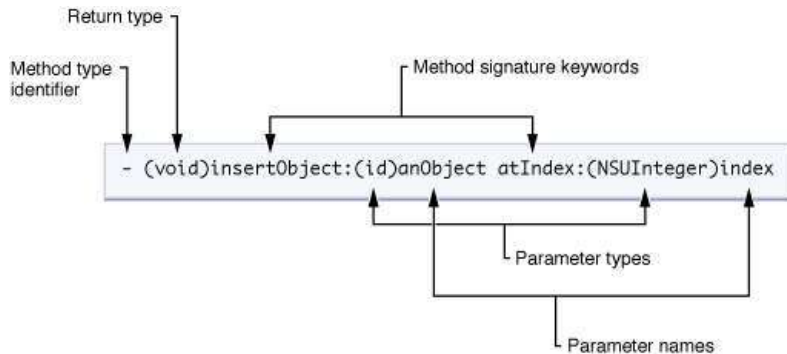 Return type
Method type
identifier
Method signature keywords
- (void)insertObject:(id)anObject atIndex:(NSUInteger)index
Parameter types
Parameter names